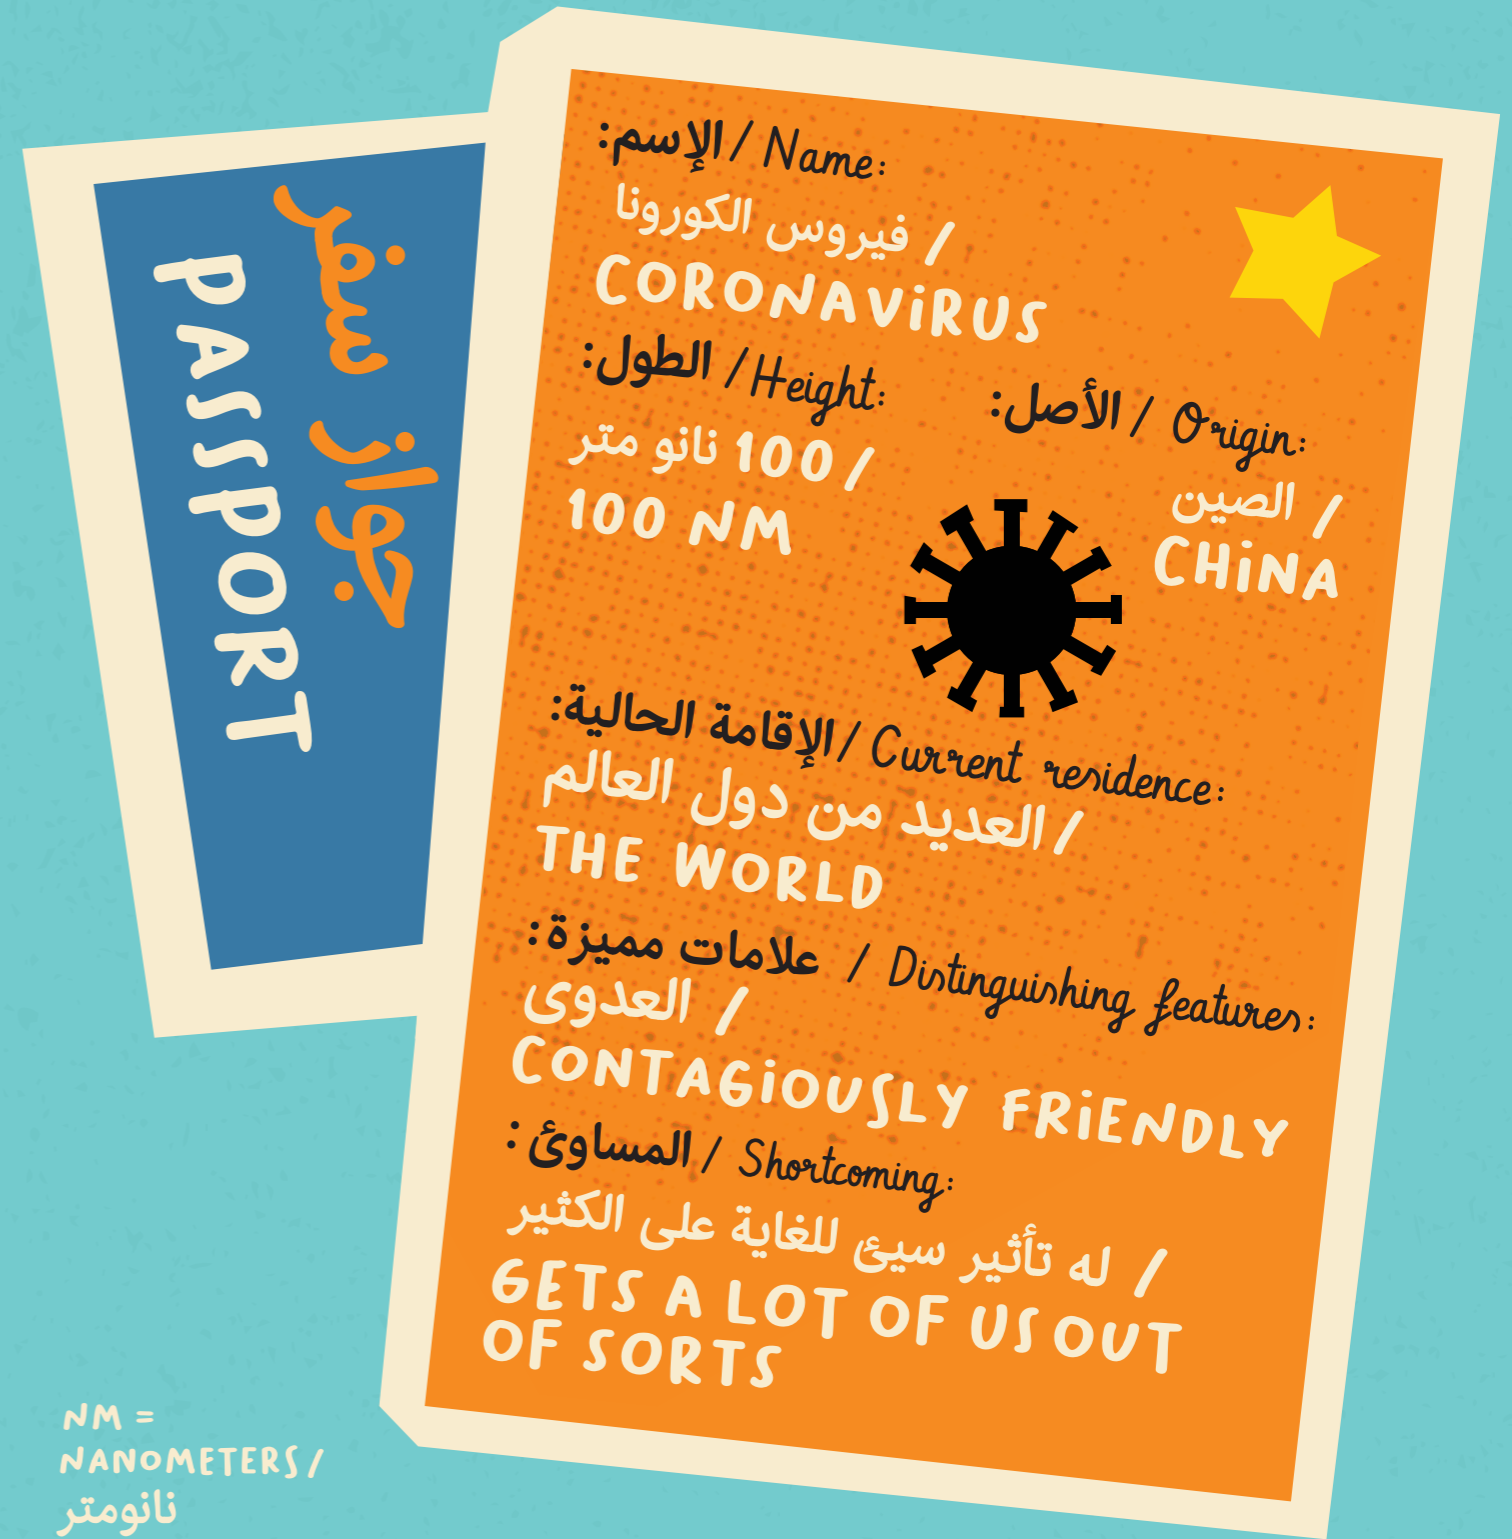 جواز سفر
PASSPORT
الإسم / Name:
فيروس الكورونا /
CORONAViRUS
الطول / Height:
100 نانو متر /
100 NM
الأصل / Origin:
الصين /
CHiNA
الإقامة الحالية / Current residence:
العديد من دول العالم /
THE WORLD
علامات مميزة / Distinguishing features:
العدوى /
CONTAGiOUSLY FRiENDLY
المساوئ / Shortcoming:
له تأثير سيئ للغاية على الكثير /
GETS A LOT OF US OUT
OF SORTS
NM =
NANOMETERS/
نانومتر